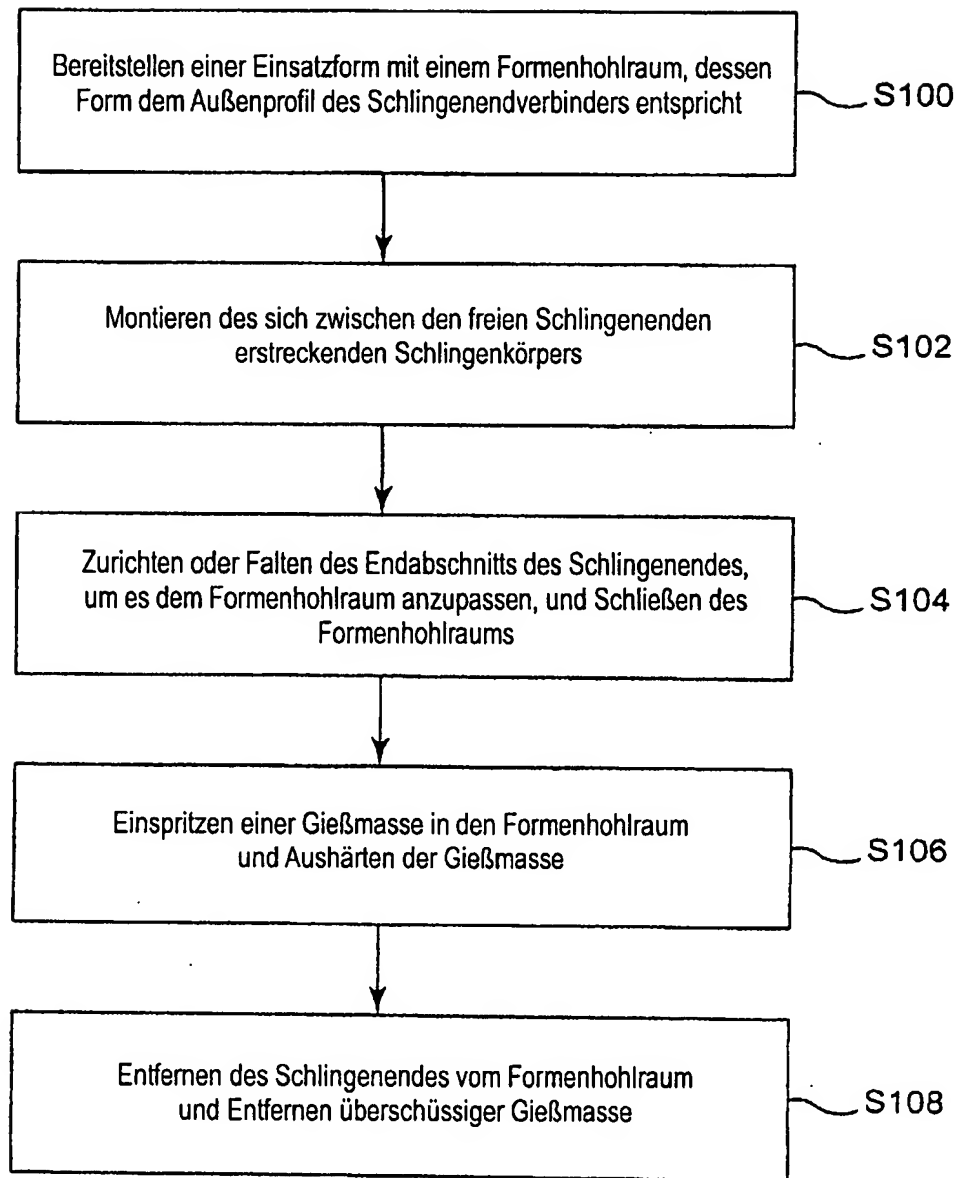 Bereitstellen einer Einsatzform mit einem Formenhohlraum, dessen
Form dem Außenprofil des Schlingenendverbinders entspricht
S100
Montieren des sich zwischen den freien Schlingenenden
erstreckenden Schlingenkörpers
S102
Zurichten oder Falten des Endabschnitts des Schlingenendes,
um es dem Formenhohlraum anzupassen, und Schließen des
Formenhohlraums
S104
Einspritzen einer Gießmasse in den Formenhohlraum
und Aushärten der Gießmasse
S106
Entfernen des Schlingenendes vom Formenhohlraum
und Entfernen überschüssiger Gießmasse
S108